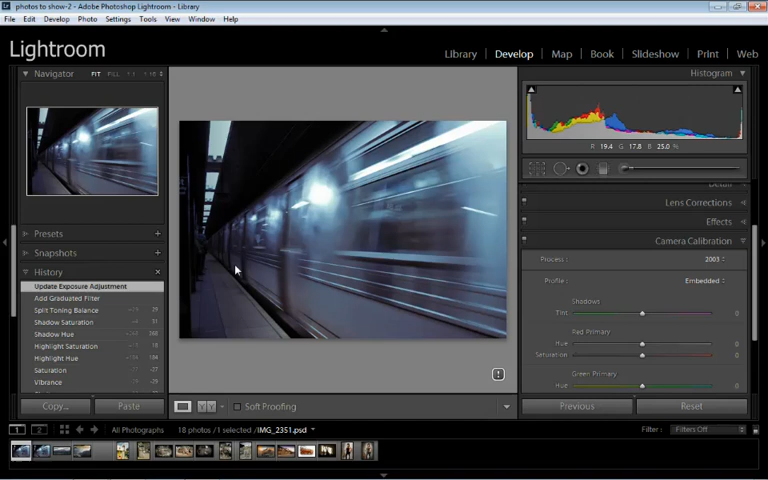 photos to show-2 - Adobe Photoshop Lightroom - Library
File Edit Develop Photo Settings Tools View Window Help
Lightroom
Library | Develop | Map | Book | Slideshow | Print | Web
Navigator FIT FILL 1:1
Histogram
R 19.4 G 17.8 B 25.0 %
Detail
Lens Corrections
Effects
Camera Calibration
Process: 2003
Profile: Embedded
Shadows
Tint 0
Red Primary
Hue 0
Saturation 0
Green Primary
Hue 0
Presets +
Snapshots +
History ×
Update Exposure Adjustment
Add Graduated Filter
Split Toning Balance
Shadow Saturation
Shadow Hue
Highlight Saturation
Highlight Hue
Saturation
Vibrance
Copy... Paste
Soft Proofing
Previous Reset
1 2 All Photographs 18 photos /1 selected /IMG_2351.psd
Filter : Filters Off